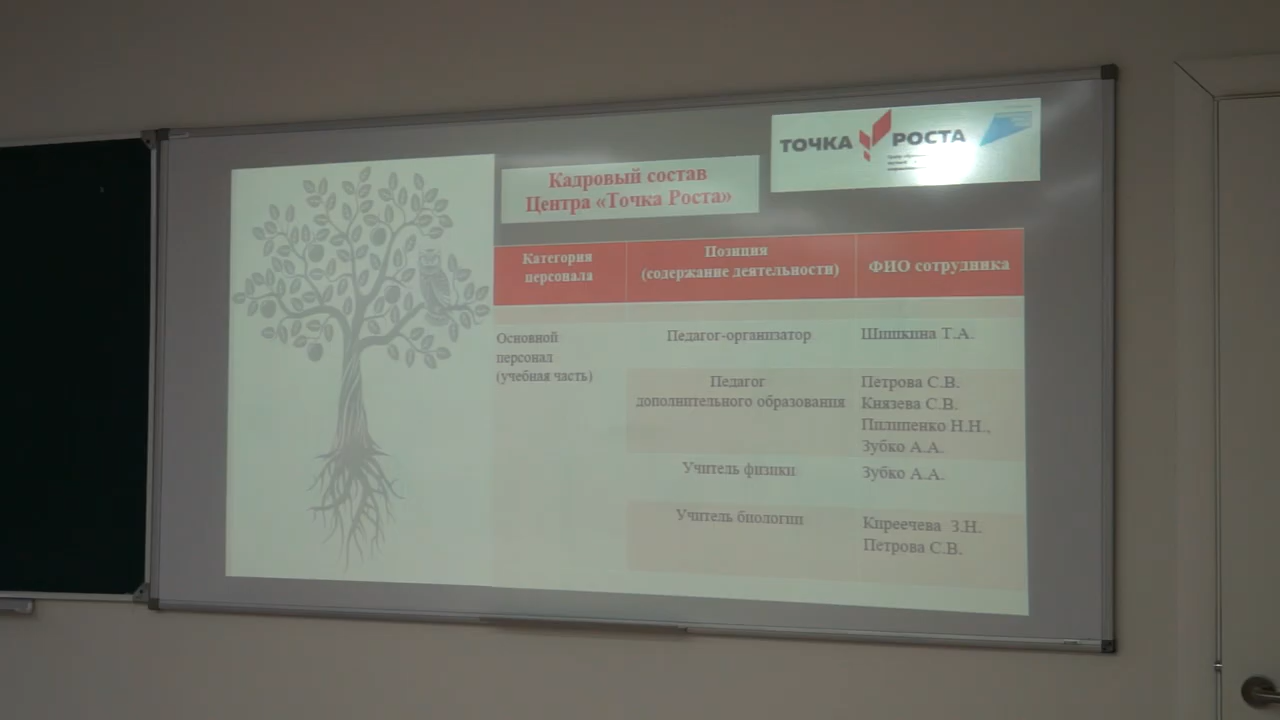 ТОЧКА РОСТА
Кадровый состав
Центра «Точка Роста»
Категория
персонала
Позиция
(содержание деятельности)
ФИО сотрудника
Основной
персонал
(учебная часть)
Педагог-организатор
Шишкина Т.А.
Педагог
дополнительного образования
Петрова С.В.
Князева С.В.
Пилипенко Н.Н.,
Зубко А.А.
Учитель физики
Зубко А.А.
Учитель биологии
Киреечева З.Н.
Петрова С.В.